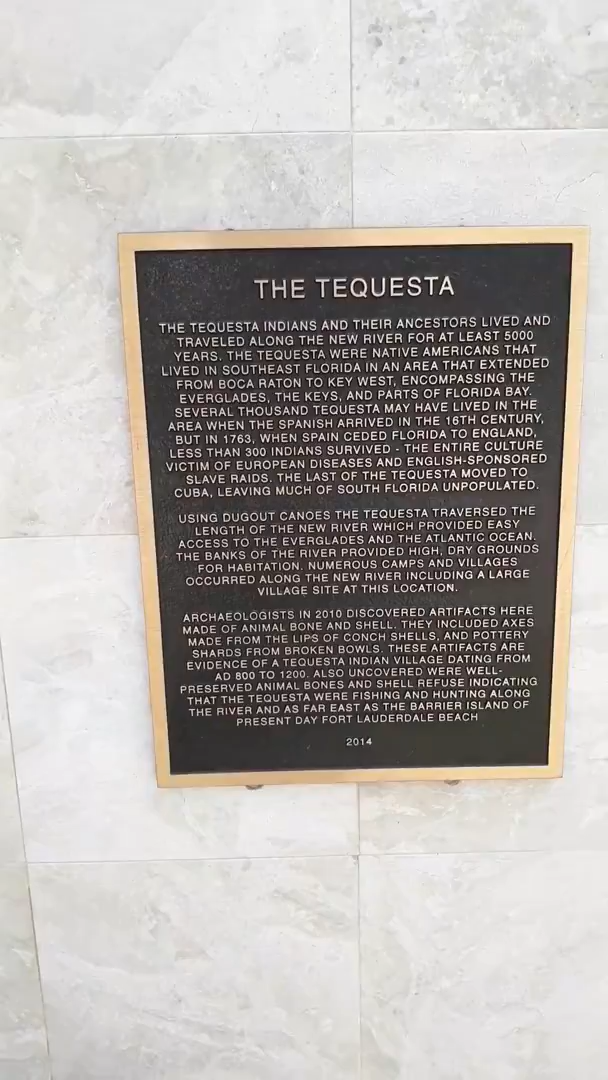 THE TEQUESTA
THE TEQUESTA INDIANS AND THEIR ANCESTORS LIVED AND
TRAVELED ALONG THE NEW RIVER FOR AT LEAST 5000
YEARS. THE TEQUESTA WERE NATIVE AMERICANS THAT
LIVED IN SOUTHEAST FLORIDA IN AN AREA THAT EXTENDED
FROM BOCA RATON TO KEY WEST, ENCOMPASSING THE
EVERGLADES, THE KEYS, AND PARTS OF FLORIDA BAY.
SEVERAL THOUSAND TEQUESTA MAY HAVE LIVED IN THE
AREA WHEN THE SPANISH ARRIVED IN THE 16TH CENTURY,
BUT IN 1763, WHEN SPAIN CEDED FLORIDA TO ENGLAND,
LESS THAN 300 INDIANS SURVIVED - THE ENTIRE CULTURE
VICTIM OF EUROPEAN DISEASES AND ENGLISH-SPONSORED
SLAVE RAIDS. THE LAST OF THE TEQUESTA MOVED TO
CUBA, LEAVING MUCH OF SOUTH FLORIDA UNPOPULATED.
USING DUGOUT CANOES THE TEQUESTA TRAVERSED THE
LENGTH OF THE NEW RIVER WHICH PROVIDED EASY
ACCESS TO THE EVERGLADES AND THE ATLANTIC OCEAN.
THE BANKS OF THE RIVER PROVIDED HIGH, DRY GROUNDS
FOR HABITATION. NUMEROUS CAMPS AND VILLAGES
OCCURRED ALONG THE NEW RIVER INCLUDING A LARGE
VILLAGE SITE AT THIS LOCATION.
ARCHAEOLOGISTS IN 2010 DISCOVERED ARTIFACTS HERE
MADE OF ANIMAL BONE AND SHELL. THEY INCLUDED AXES
MADE FROM THE LIPS OF CONCH SHELLS, AND POTTERY
SHARDS FROM BROKEN BOWLS. THESE ARTIFACTS ARE
EVIDENCE OF A TEQUESTA INDIAN VILLAGE DATING FROM
AD 800 TO 1200. ALSO UNCOVERED WERE WELL-
PRESERVED ANIMAL BONES AND SHELL REFUSE INDICATING
THAT THE TEQUESTA WERE FISHING AND HUNTING ALONG
THE RIVER AND AS FAR EAST AS THE BARRIER ISLAND OF
PRESENT DAY FORT LAUDERDALE BEACH
2014